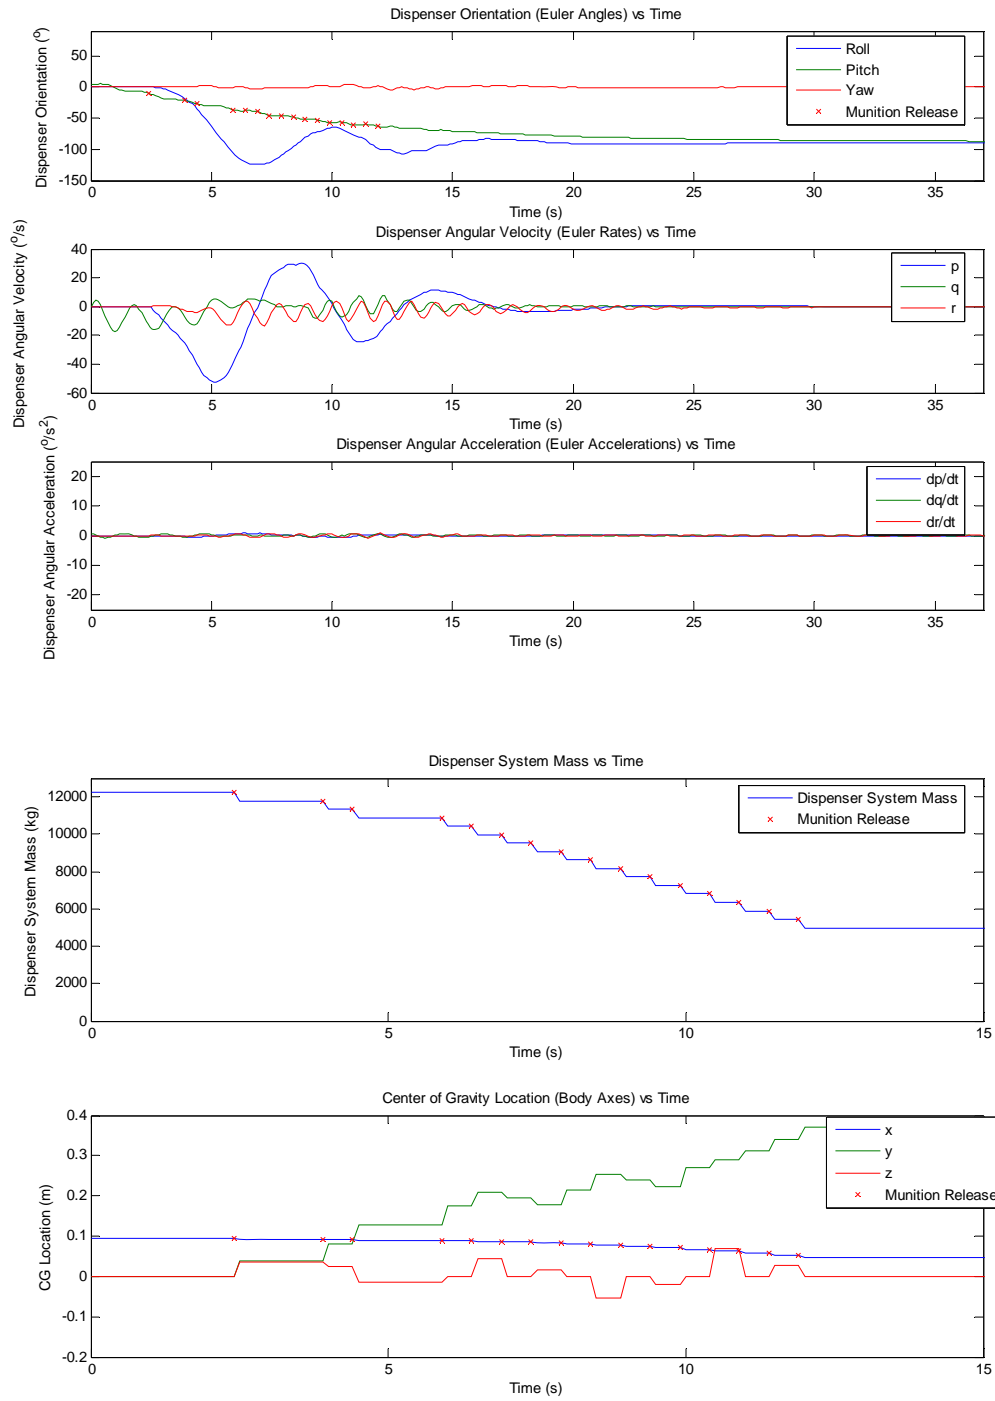 Dispenser Orientation (Euler Angles) vs Time
Dispenser Orientation (⁰)
50
0
-50
-100
-150
Roll
Pitch
Yaw
Munition Release
0 5 10 15 20 25 30 35
Time (s)
Dispenser Angular Velocity (Euler Rates) vs Time
Dispenser Angular Velocity (⁰/s)
40
20
0
-20
-40
-60
p
q
r
0 5 10 15 20 25 30 35
Time (s)
Dispenser Angular Acceleration (Euler Accelerations) vs Time
Dispenser Angular Acceleration (⁰/s²)
20
10
0
-10
-20
dp/dt
dq/dt
dr/dt
0 5 10 15 20 25 30 35
Time (s)
Dispenser System Mass vs Time
Dispenser System Mass (kg)
12000
10000
8000
6000
4000
2000
0
Dispenser System Mass
Munition Release
0 5 10 15
Time (s)
Center of Gravity Location (Body Axes) vs Time
CG Location (m)
0.4
0.3
0.2
0.1
0
-0.1
-0.2
x
y
z
Munition Release
0 5 10 15
Time (s)